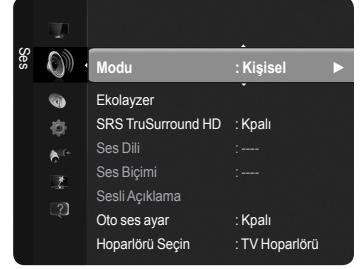 Ses
Modu : Kişisel ►
Ekolayzer
SRS TruSurround HD : Kpalı
Ses Dili : ----
Ses Biçimi : ----
Sesli Açıklama
Oto ses ayar : Kpalı
Hoparlörü Seçin : TV Hoparlörü